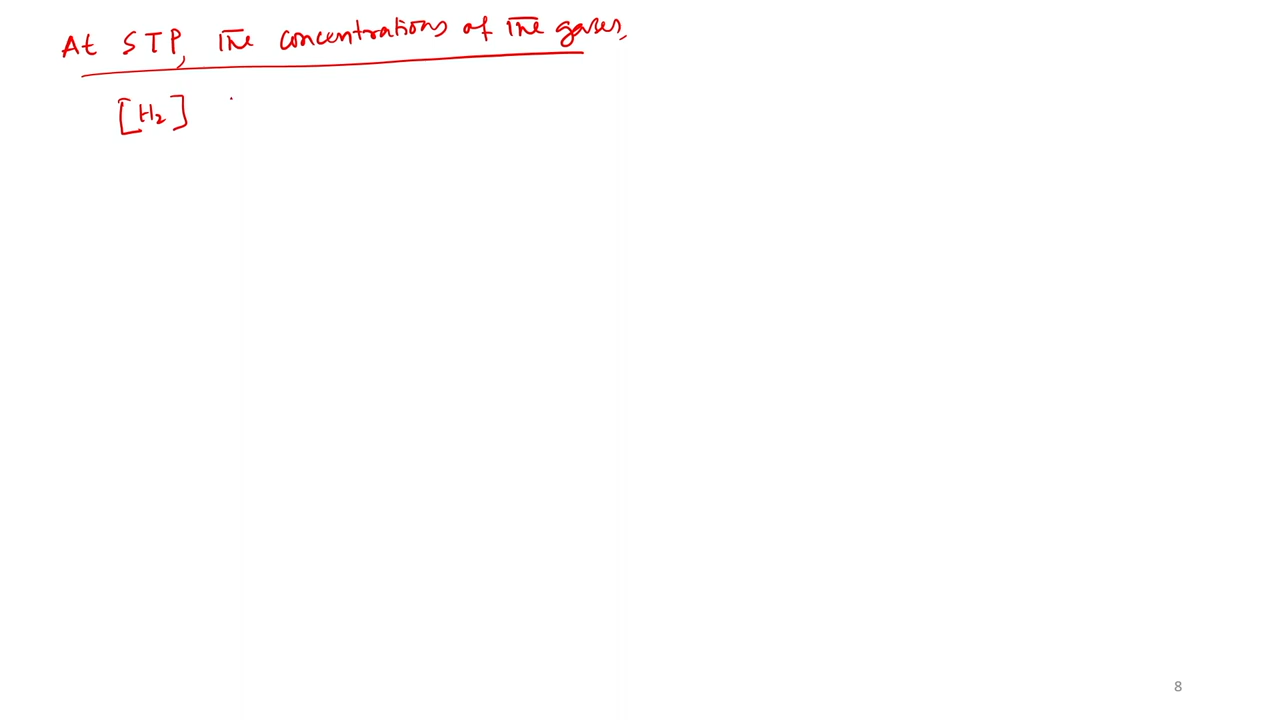 At STP, the concentrations of the gases,
[H₂]
8